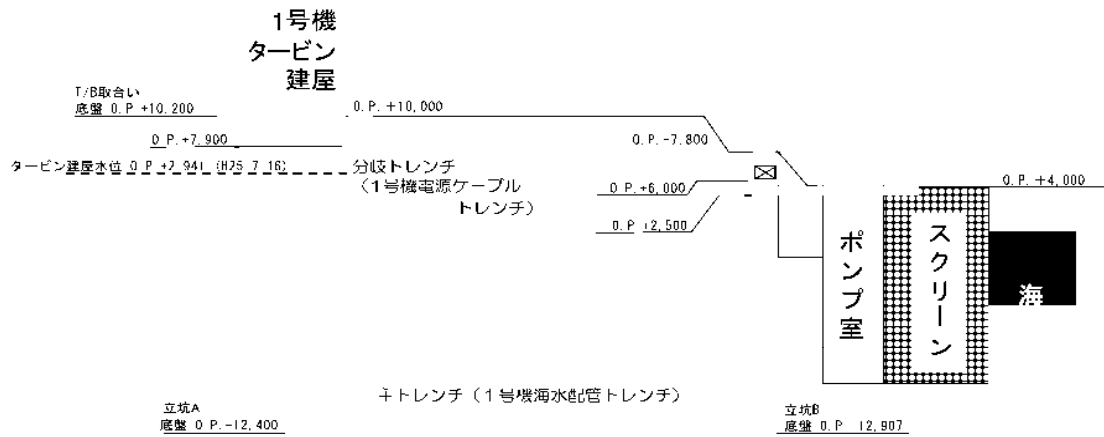 1号機
タービン
建屋
T/B取合い
底盤 O.P +10.200
O.P. +10,000
O P.+7,900
O.P.-7.800
タービン建屋水位 O P +2.941 (H25 7 16)
分岐トレンチ
（1号機電源ケーブル
トレンチ）
O P.+6,000
O.P. +4,000
O.P 12,500
ポンプ室
スクリーン
海
トレンチ（1号機海水配管トレンチ）
立坑A
底盤 O P.-12,400
立坑B
底盤 O.P 12,907